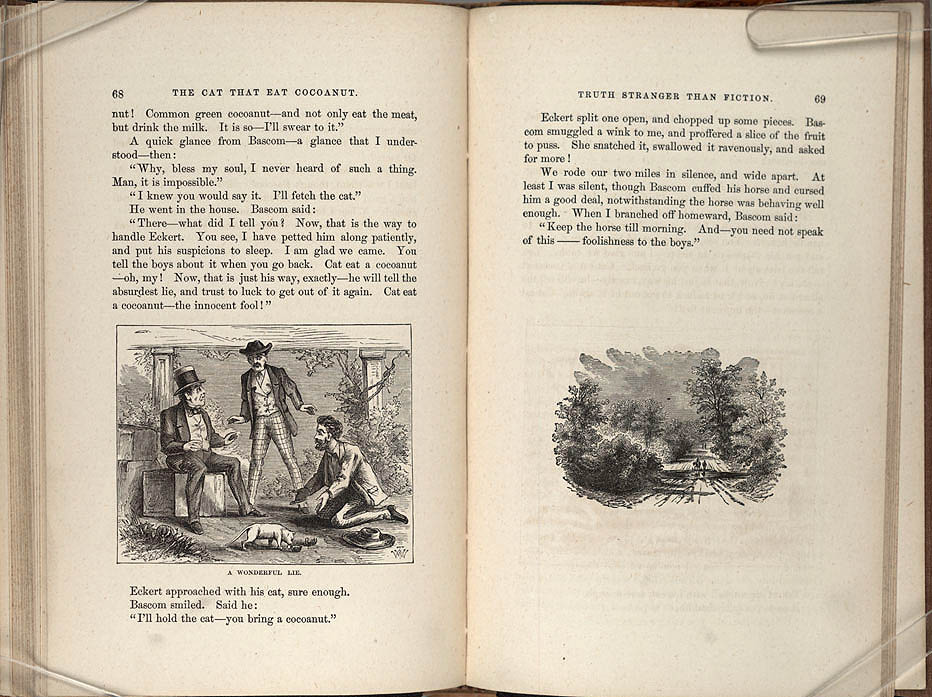 68 THE CAT THAT EAT COCOANUT.
nut! Common green cocoanut—and not only eat the meat,
but drink the milk. It is so—I'll swear to it."
A quick glance from Bascom—a glance that I under-
stood—then:
"Why, bless my soul, I never heard of such a thing.
Man, it is impossible."
"I knew you would say it. I'll fetch the cat."
He went in the house. Bascom said:
"There—what did I tell you? Now, that is the way to
handle Eckert. You see, I have petted him along patiently,
and put his suspicions to sleep. I am glad we came. You
tell the boys about it when you go back. Cat eat a cocoanut
—oh, my! Now, that is just his way, exactly—he will tell the
absurdest lie, and trust to luck to get out of it again. Cat eat
a cocoanut—the innocent fool!"
A WONDERFUL LIE.
Eckert approached with his cat, sure enough.
Bascom smiled. Said he:
"I'll hold the cat—you bring a cocoanut."
TRUTH STRANGER THAN FICTION. 69
Eckert split one open, and chopped up some pieces. Bas-
com smuggled a wink to me, and proffered a slice of the fruit
to puss. She snatched it, swallowed it ravenously, and asked
for more!
We rode our two miles in silence, and wide apart. At
least I was silent, though Bascom cuffed his horse and cursed
him a good deal, notwithstanding the horse was behaving well
enough. When I branched off homeward, Bascom said:
"Keep the horse till morning. And—you need not speak
of this —— foolishness to the boys."